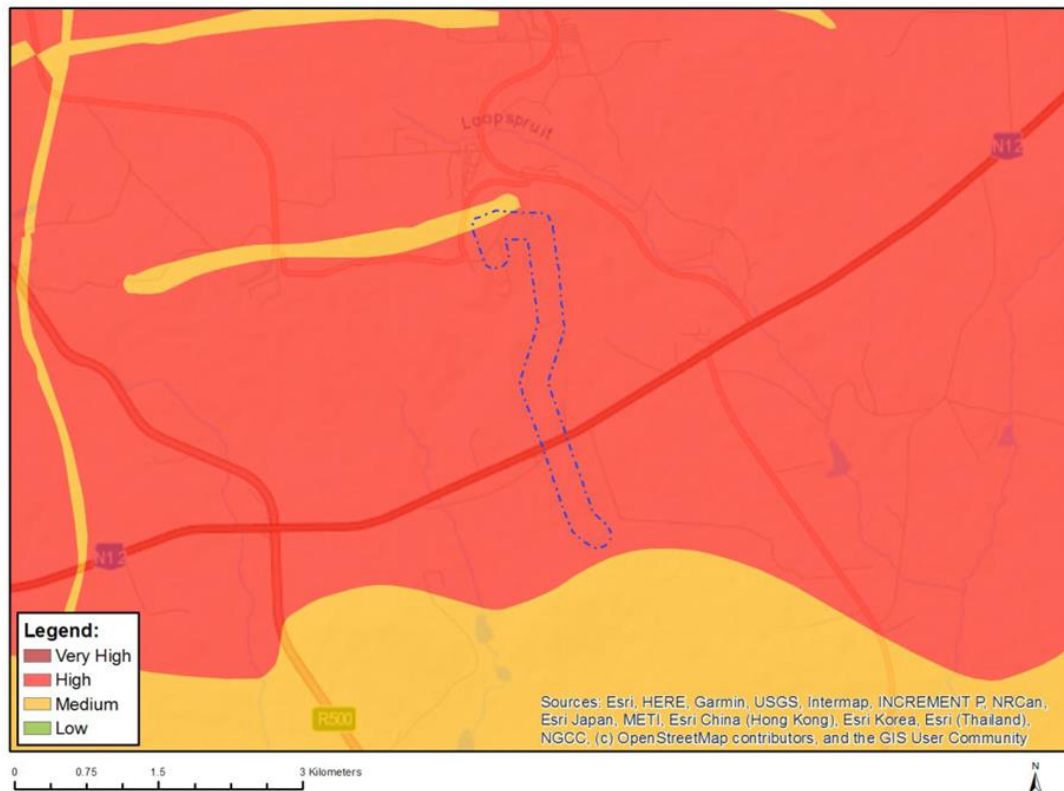 Loopspruit
N12
N12
R500
Legend:
Very High
High
Medium
Low
Sources: Esri, HERE, Garmin, USGS, Intermap, INCREMENT P, NRCan,
Esri Japan, METI, Esri China (Hong Kong), Esri Korea, Esri (Thailand),
NGCC, (c) OpenStreetMap contributors, and the GIS User Community
0 0.75 1.5 3 Kilometers
N